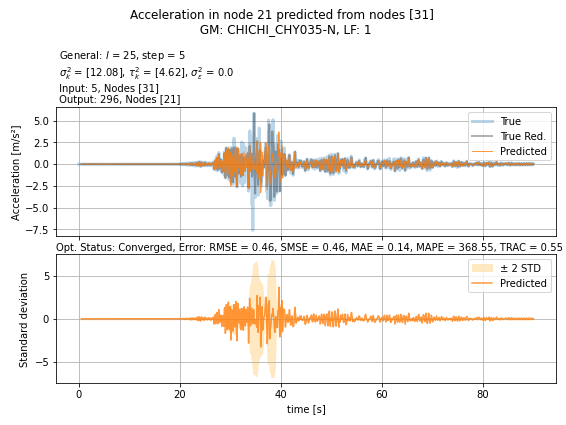 Acceleration in node 21 predicted from nodes [31]
GM: CHICHI_CHY035-N, LF: 1
General: l = 25, step = 5
σ²ₖ = [12.08], τ²ₖ = [4.62], σ²ε = 0.0
Input: 5, Nodes [31]
Output: 296, Nodes [21]
Acceleration [m/s²]
5.0
2.5
0.0
−2.5
−5.0
−7.5
True
True Red.
Predicted
Opt. Status: Converged, Error: RMSE = 0.46, SMSE = 0.46, MAE = 0.14, MAPE = 368.55, TRAC = 0.55
Standard deviation
5
0
−5
± 2 STD
Predicted
0
20
40
60
80
time [s]